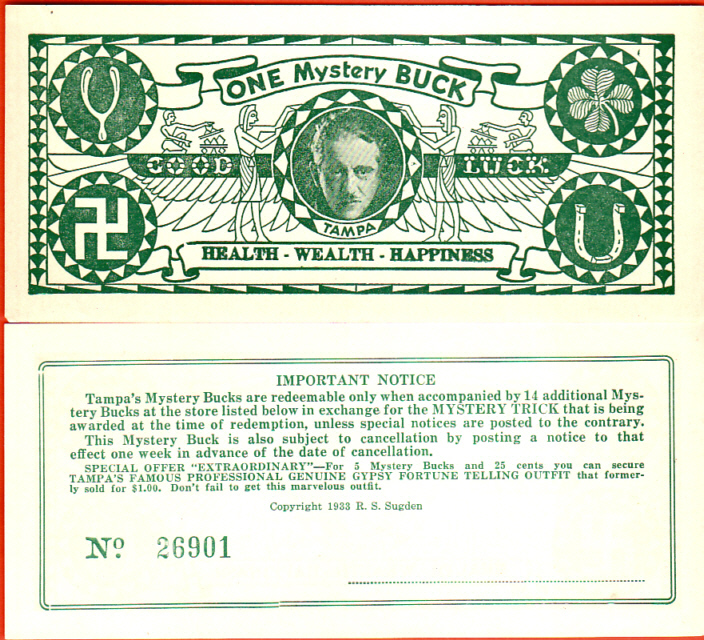 ONE Mystery BUCK
GOOD LUCK
TAMPA
HEALTH - WEALTH - HAPPINESS
IMPORTANT NOTICE
Tampa's Mystery Bucks are redeemable only when accompanied by 14 additional Mys-
tery Bucks at the store listed below in exchange for the MYSTERY TRICK that is being
awarded at the time of redemption, unless special notices are posted to the contrary.
This Mystery Buck is also subject to cancellation by posting a notice to that
effect one week in advance of the date of cancellation.
SPECIAL OFFER "EXTRAORDINARY"—For 5 Mystery Bucks and 25 cents you can secure
TAMPA'S FAMOUS PROFESSIONAL GENUINE GYPSY FORTUNE TELLING OUTFIT that former-
ly sold for $1.00. Don't fail to get this marvelous outfit.
Copyright 1933 R. S. Sugden
Nº 26901